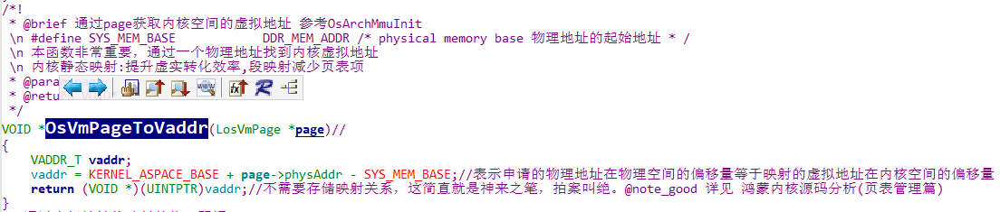 /*!
 * @brief 通过page获取内核空间的虚拟地址 参考OsArchMmuInit
 \n #define SYS_MEM_BASE            DDR_MEM_ADDR /* physical memory base 物理地址的起始地址 * /
 \n 本函数非常重要，通过一个物理地址找到内核虚拟地址
 \n 内核静态映射:提升虚实转化效率,段映射减少页表项
 * @para
 * @retu
 */
VOID *OsVmPageToVaddr(LosVmPage *page)//
{
    VADDR_T vaddr;
    vaddr = KERNEL_ASPACE_BASE + page->physAddr - SYS_MEM_BASE;//表示申请的物理地址在物理空间的偏移量等于映射的虚拟地址在内核空间的偏移量
    return (VOID *)(UINTPTR)vaddr;//不需要存储映射关系，这简直就是神来之笔，拍案叫绝。@note_good 详见 鸿蒙内核源码分析(页表管理篇)
}